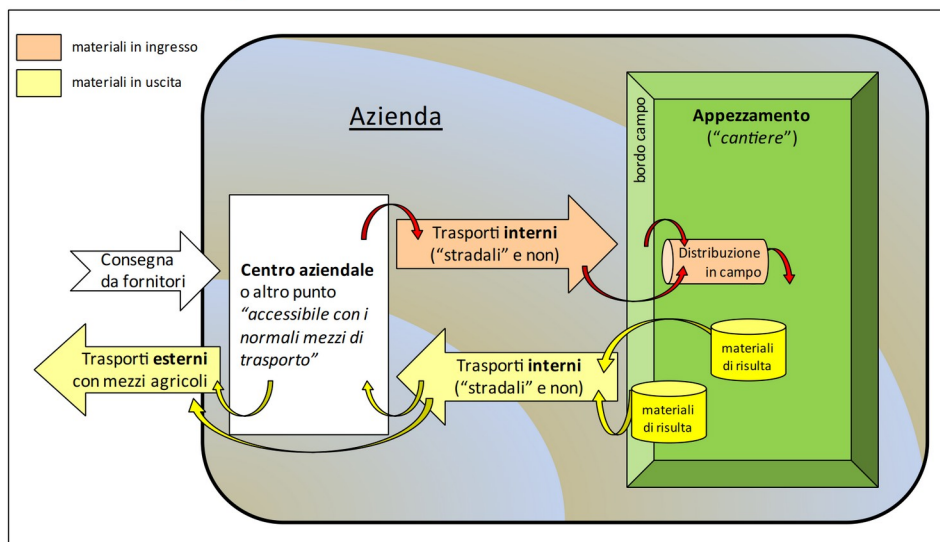 materiali in ingresso
materiali in uscita
Azienda
bordo campo
Appezzamento
(“cantiere”)
Consegna
da fornitori
Centro aziendale
o altro punto
“accessibile con i
normali mezzi di
trasporto”
Trasporti interni
(“stradali” e non)
Distribuzione
in campo
Trasporti esterni
con mezzi agricoli
Trasporti interni
(“stradali” e non)
materiali
di risulta
materiali
di risulta